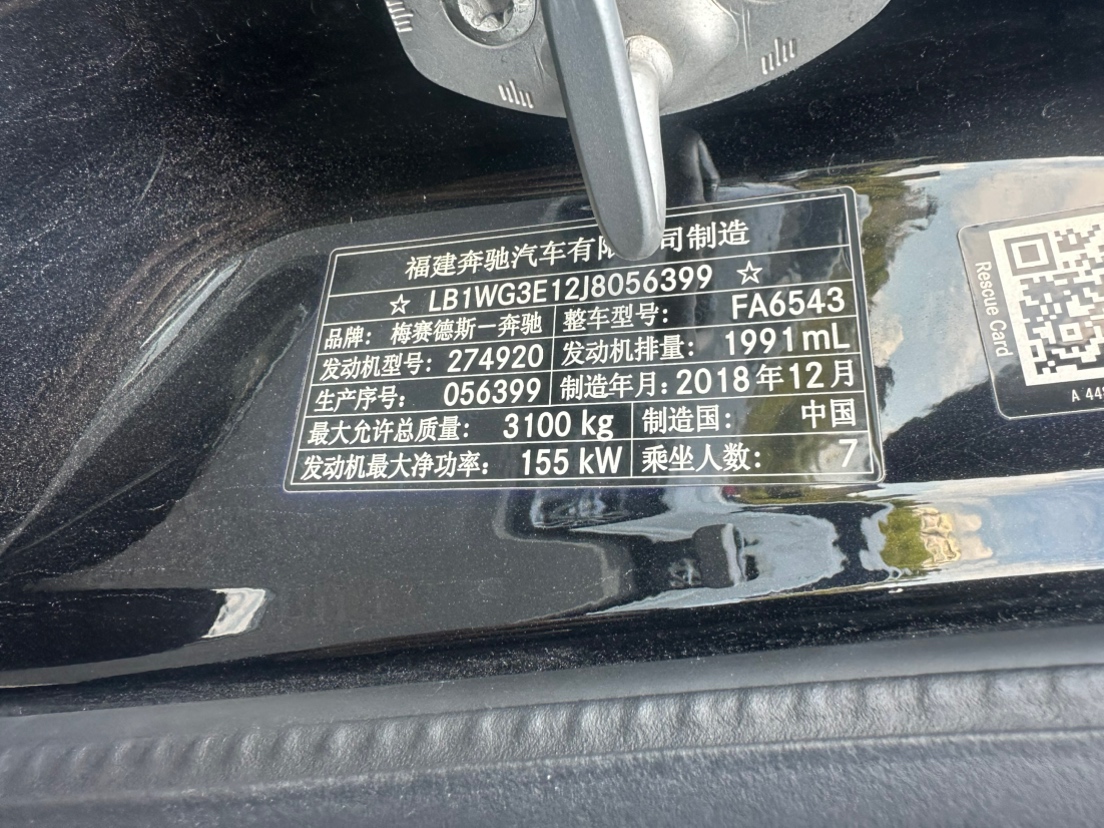 福建奔驰汽车有限 司制造
☆ LB1WG3E12J8056399 ☆
品牌: 梅赛德斯-奔驰 整车型号: FA6543
发动机型号: 274920 发动机排量: 1991mL
生产序号: 056399 制造年月: 2018年12月
最大允许总质量: 3100 kg 制造国: 中国
发动机最大净功率: 155 kW 乘坐人数: 7
Rescue Card
A 44